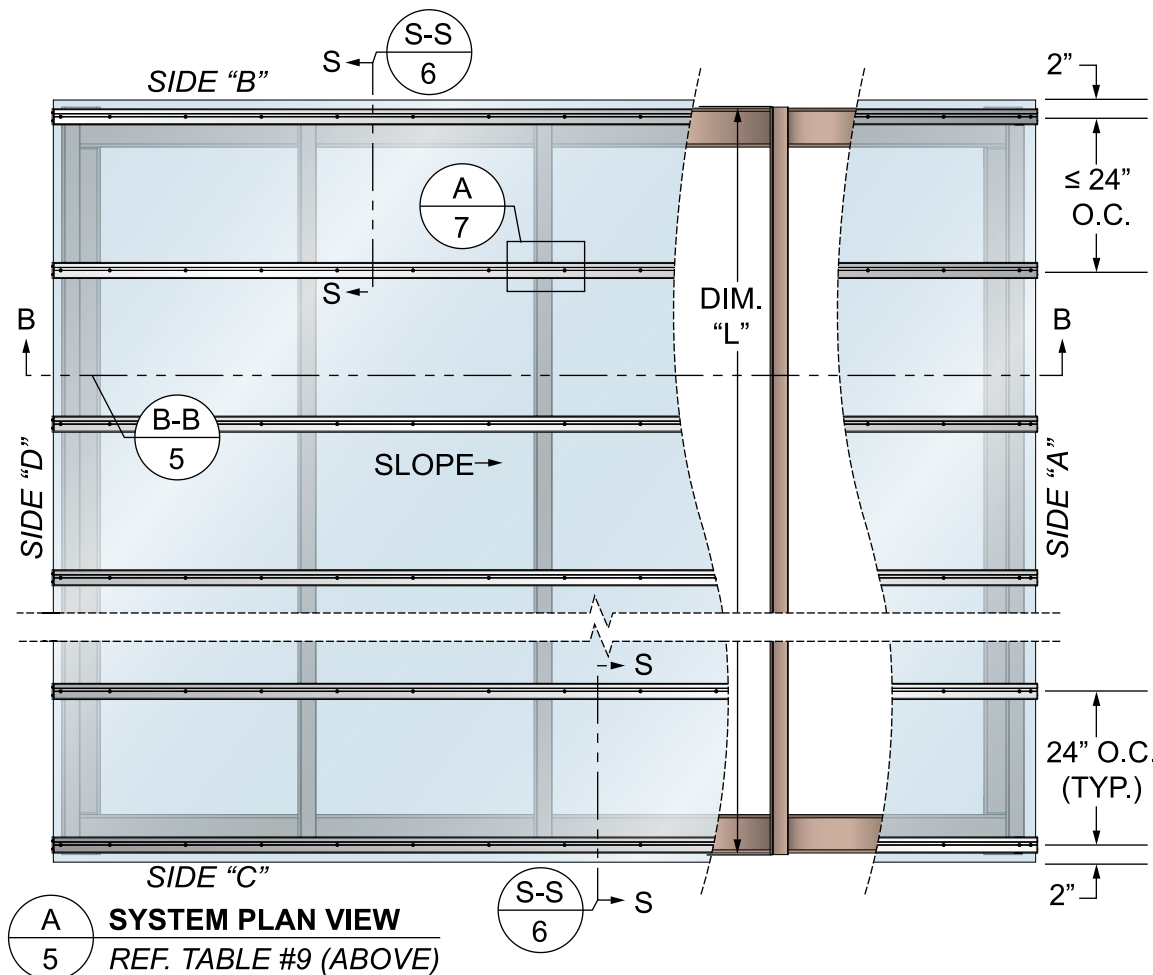 S-S
6
S
SIDE “B”
2”
A
7
≤ 24”
O.C.
S
DIM.
“L”
B
B
B-B
5
SLOPE
SIDE “D”
SIDE “A”
S
24” O.C.
(TYP.)
SIDE “C”
S-S
6
S
2”
A
5
SYSTEM PLAN VIEW
REF. TABLE #9 (ABOVE)